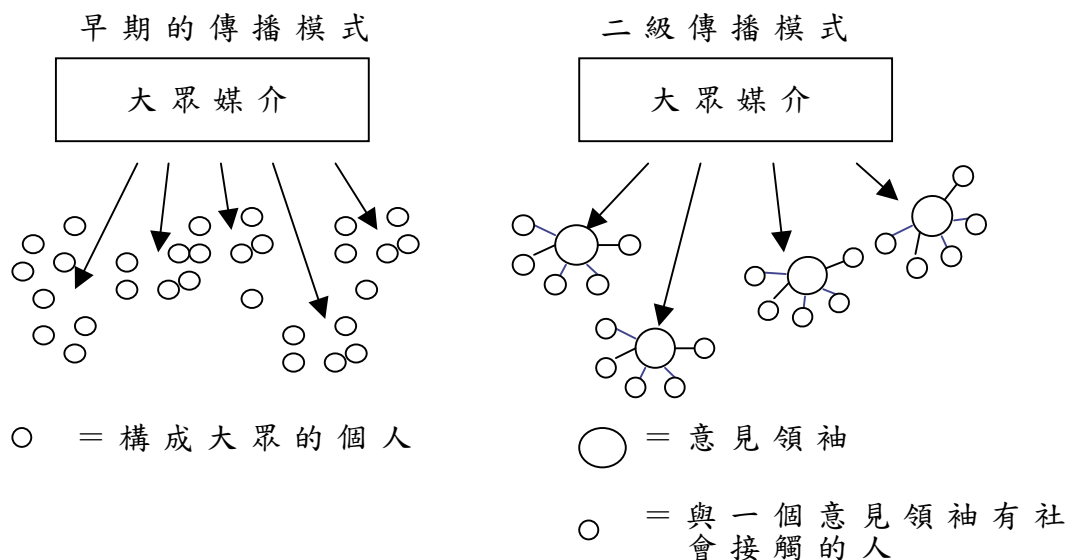 早期的傳播模式
二級傳播模式
大眾媒介
大眾媒介
＝構成大眾的個人
＝意見領袖
＝與一個意見領袖有社
會接觸的人